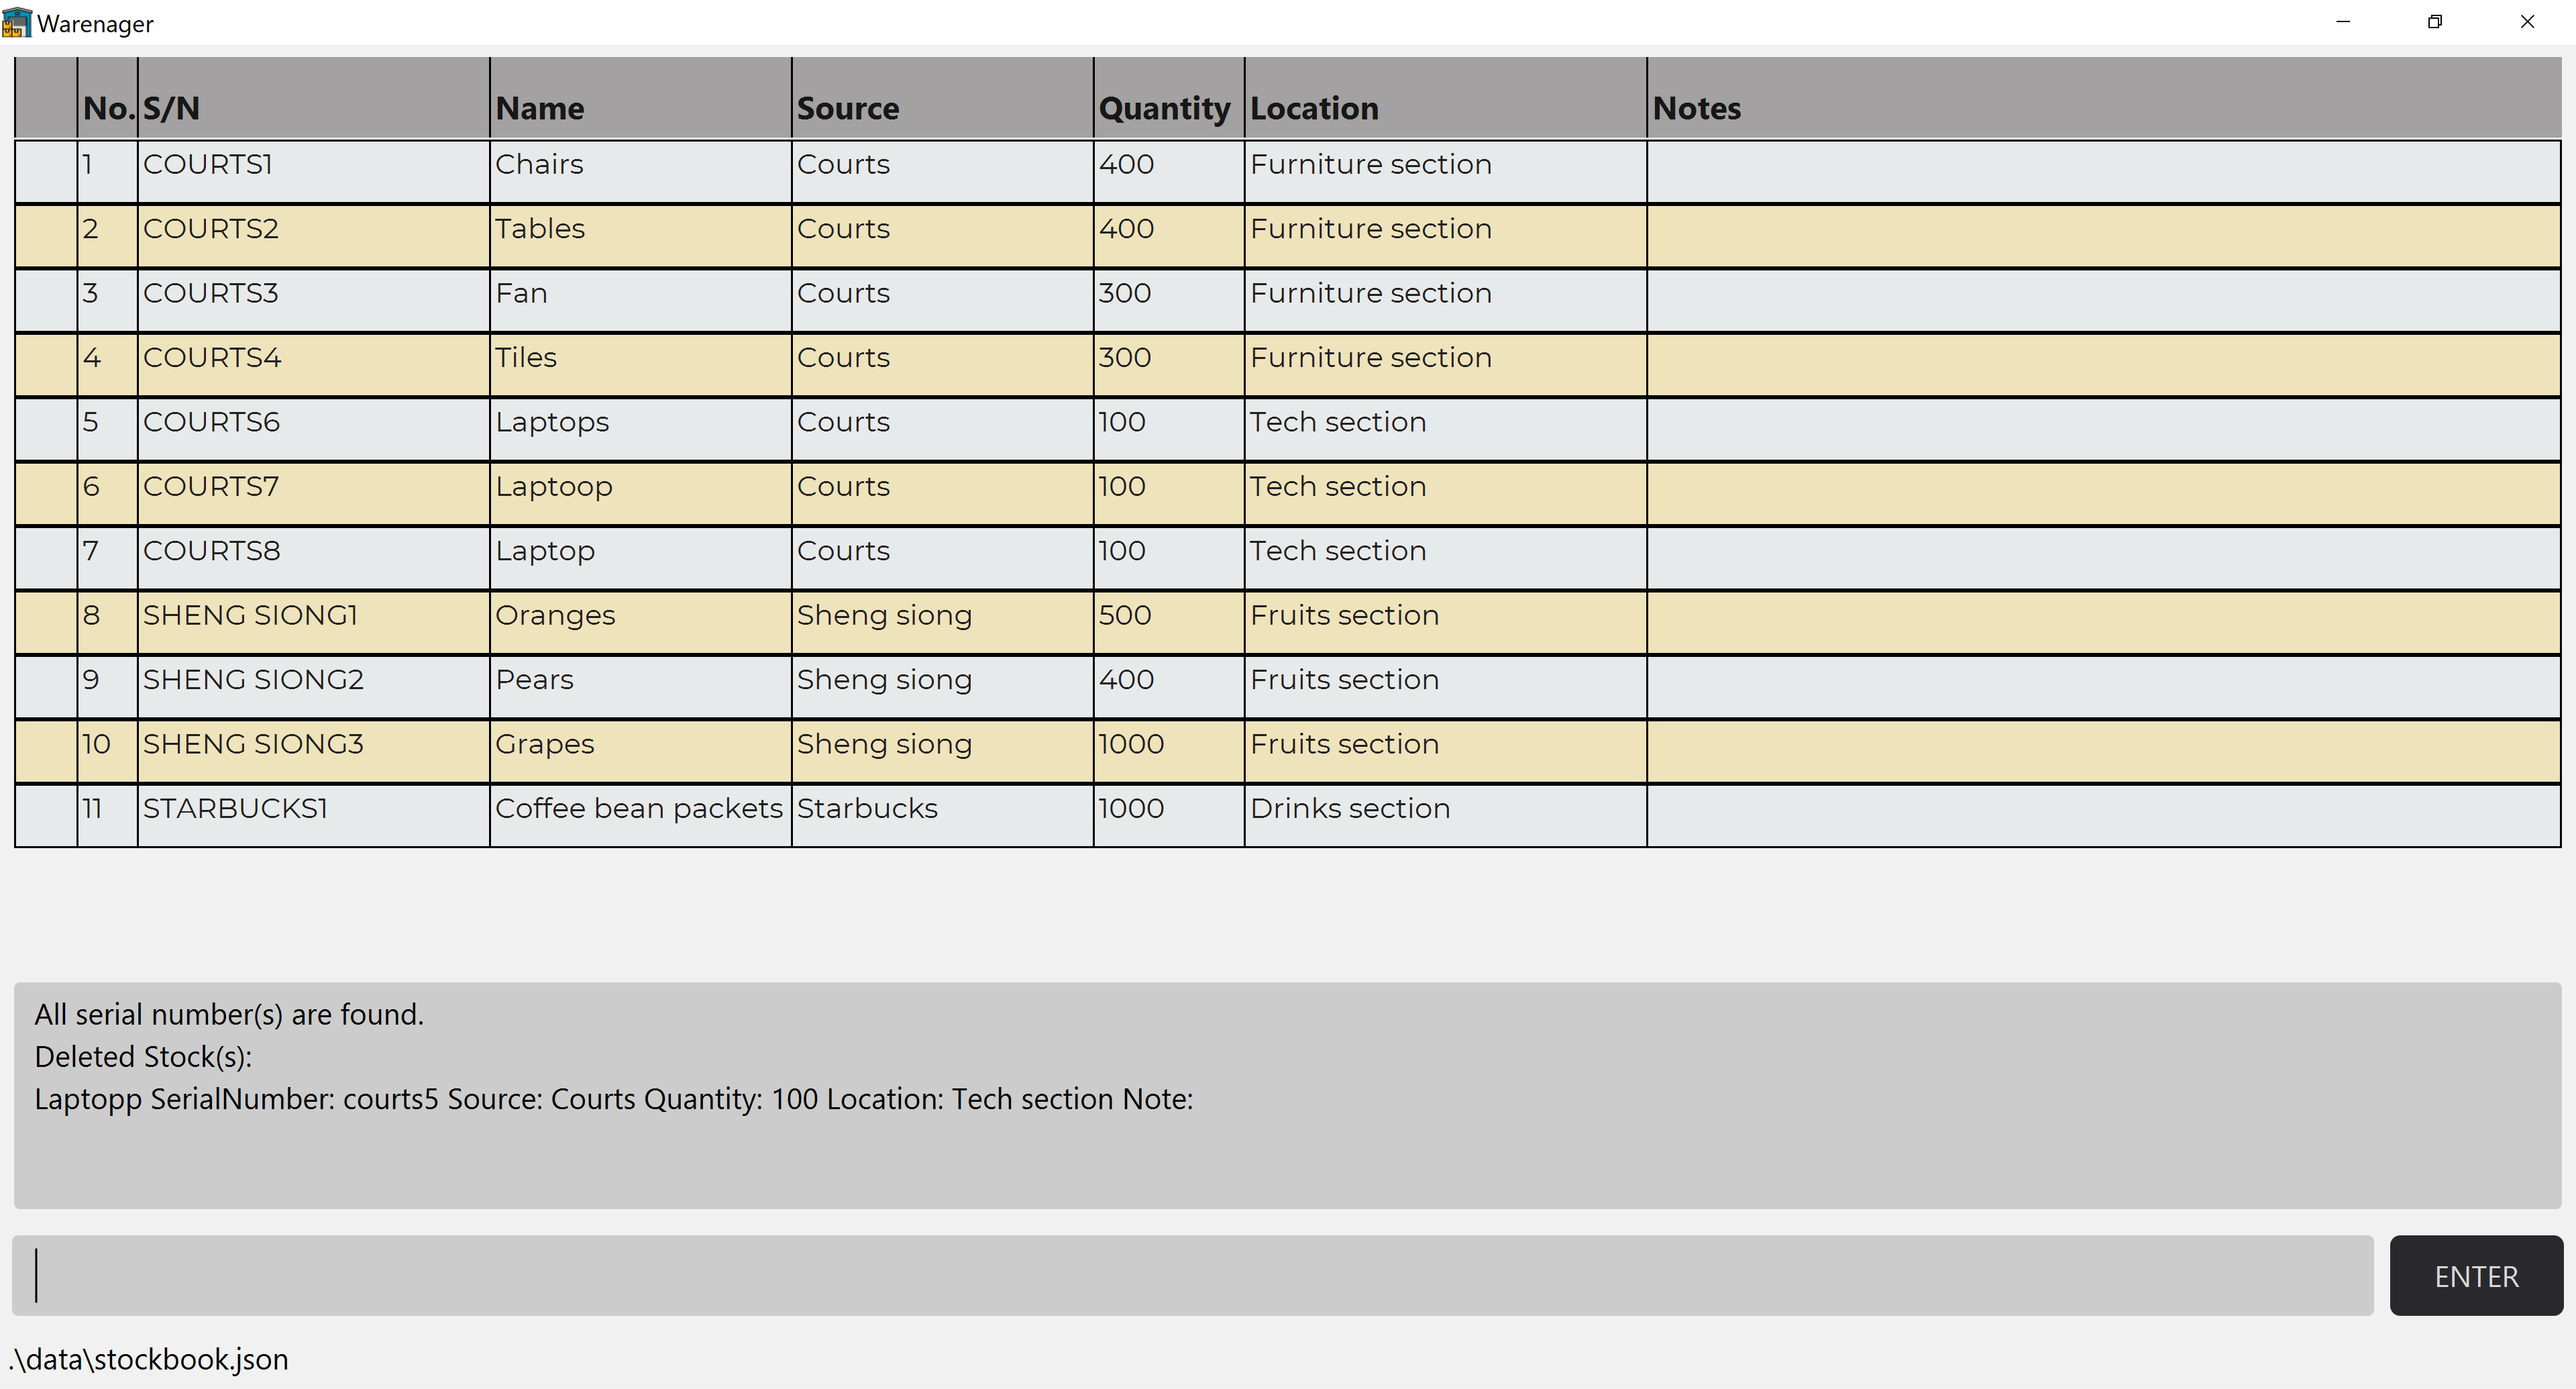 Warenager
No. S/N Name Source Quantity Location Notes
1 COURTS1 Chairs Courts 400 Furniture section
2 COURTS2 Tables Courts 400 Furniture section
3 COURTS3 Fan Courts 300 Furniture section
4 COURTS4 Tiles Courts 300 Furniture section
5 COURTS6 Laptops Courts 100 Tech section
6 COURTS7 Laptoop Courts 100 Tech section
7 COURTS8 Laptop Courts 100 Tech section
8 SHENG SIONG1 Oranges Sheng siong 500 Fruits section
9 SHENG SIONG2 Pears Sheng siong 400 Fruits section
10 SHENG SIONG3 Grapes Sheng siong 1000 Fruits section
11 STARBUCKS1 Coffee bean packets Starbucks 1000 Drinks section
All serial number(s) are found.
Deleted Stock(s):
Laptopp SerialNumber: courts5 Source: Courts Quantity: 100 Location: Tech section Note:
ENTER
.\data\stockbook.json